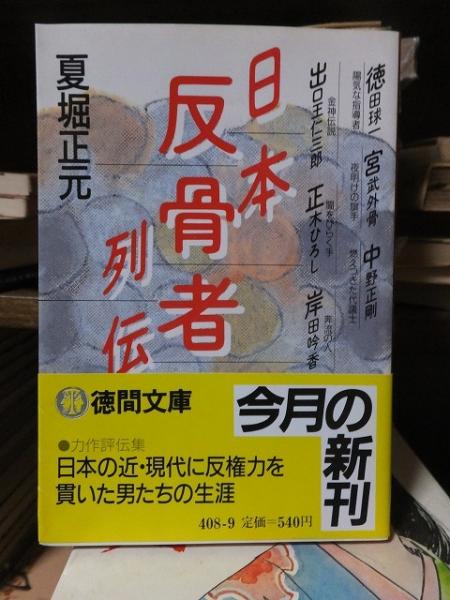 徳田球一
陽気な指導者
宮武外骨
夜明けの旗手
中野正剛
燃えつきた代議士
出口王仁三郎
金神伝説
正木ひろし
闇をひらく手
岸田吟香
奔流の人
日本
反骨者
列伝
夏堀正元
徳間文庫
今月の
新刊
●力作評伝集
日本の近・現代に反権力を
貫いた男たちの生涯
408-9 定価=540円